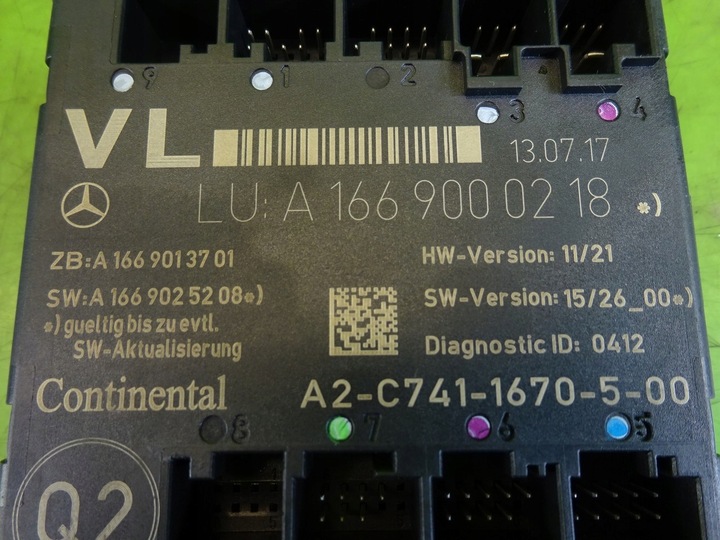 9 1 2 3 4
VL
13.07.17
LU: A 166 900 02 18 *)
ZB:A 166 901 37 01
HW-Version: 11/21
SW:A 166 902 52 08*)
SW-Version: 15/26_00*)
*) gueltig bis zu evtl.
SW-Aktualisierung
Diagnostic ID: 0412
Continental
A2-C741-1670-5-00
8 7 6 5
Q2